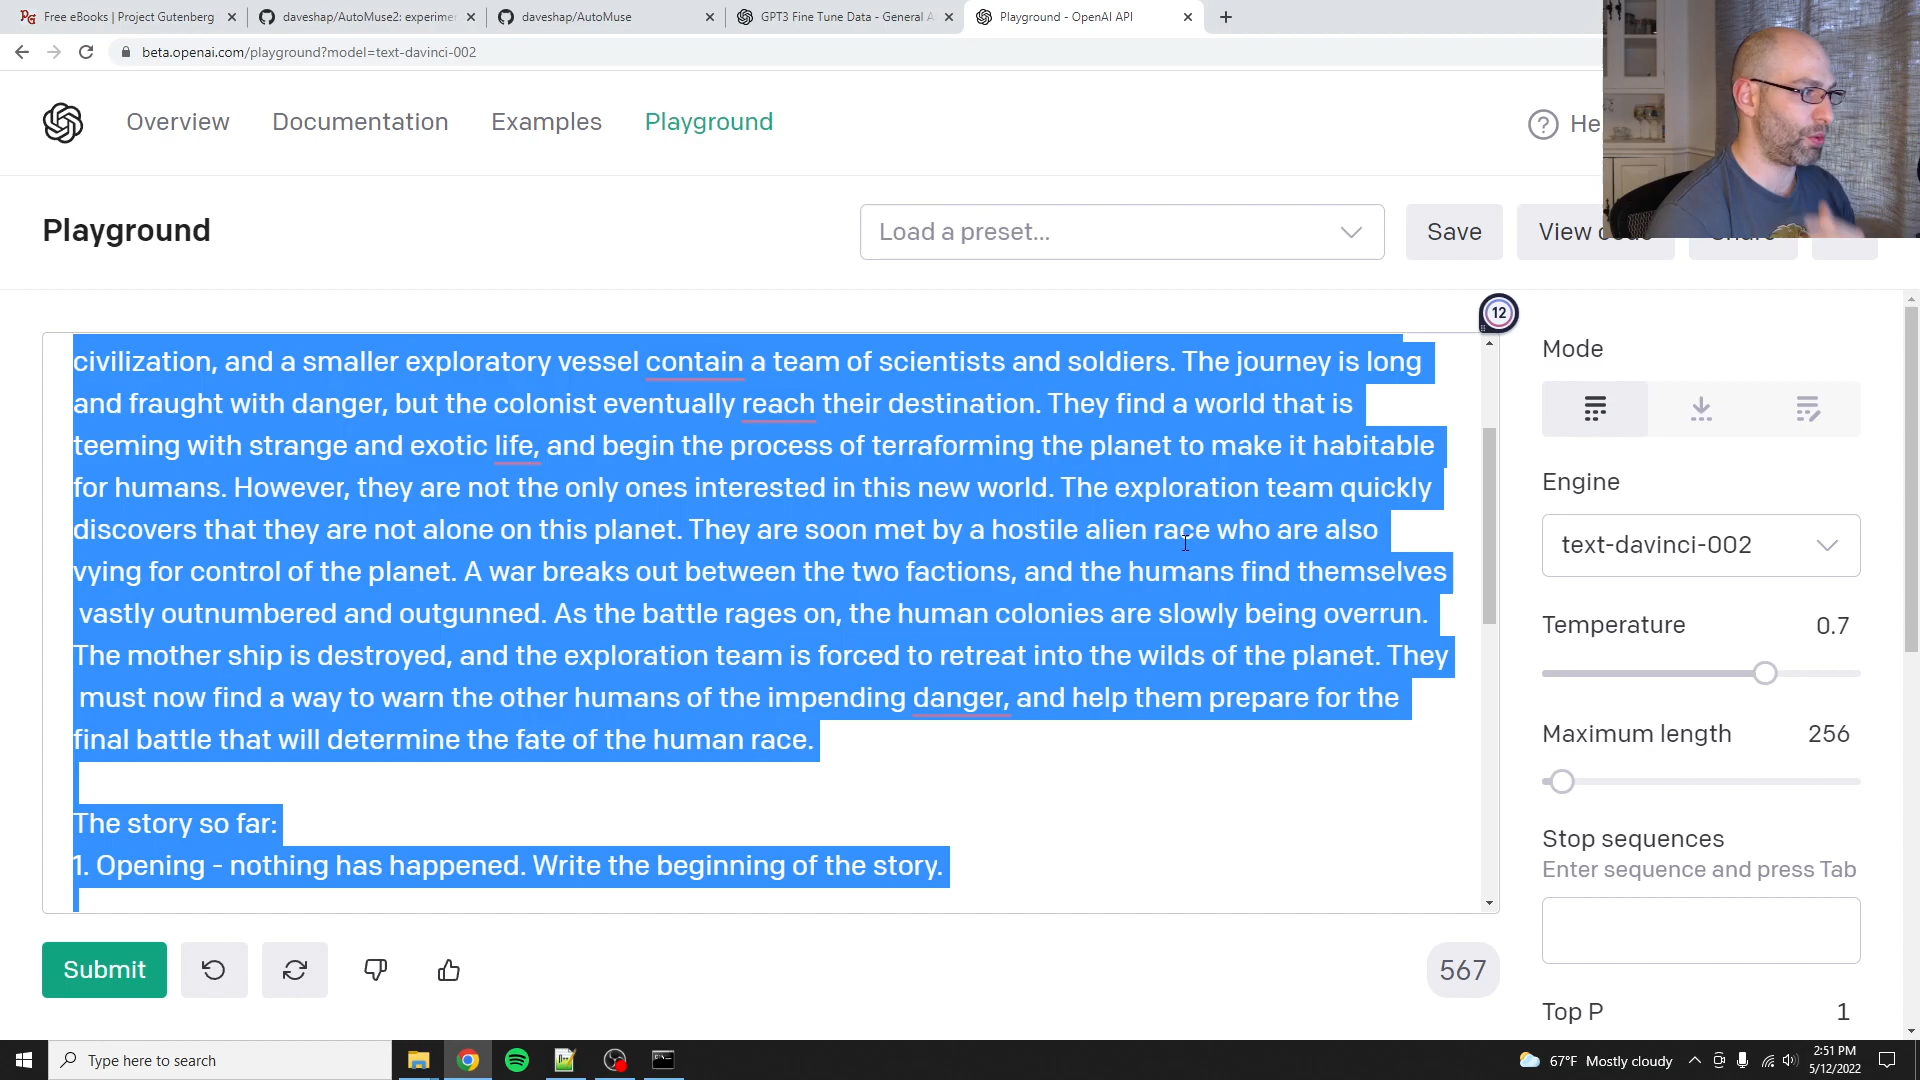 Free eBooks | Project Gutenberg
daveshap/AutoMuse2: experime
daveshap/AutoMuse
GPT3 Fine Tune Data - General A
Playground - OpenAI API
beta.openai.com/playground?model=text-davinci-002
Overview
Documentation
Examples
Playground
He
Playground
Load a preset...
Save
View
12
civilization, and a smaller exploratory vessel contain a team of scientists and soldiers. The journey is long
and fraught with danger, but the colonist eventually reach their destination. They find a world that is
teeming with strange and exotic life, and begin the process of terraforming the planet to make it habitable
for humans. However, they are not the only ones interested in this new world. The exploration team quickly
discovers that they are not alone on this planet. They are soon met by a hostile alien race who are also
vying for control of the planet. A war breaks out between the two factions, and the humans find themselves
vastly outnumbered and outgunned. As the battle rages on, the human colonies are slowly being overrun.
The mother ship is destroyed, and the exploration team is forced to retreat into the wilds of the planet. They
must now find a way to warn the other humans of the impending danger, and help them prepare for the
final battle that will determine the fate of the human race.
The story so far:
1. Opening - nothing has happened. Write the beginning of the story.
Mode
Engine
text-davinci-002
Temperature 0.7
Maximum length 256
Stop sequences
Enter sequence and press Tab
Top P 1
Submit
567
Type here to search
67°F Mostly cloudy
2:51 PM
5/12/2022